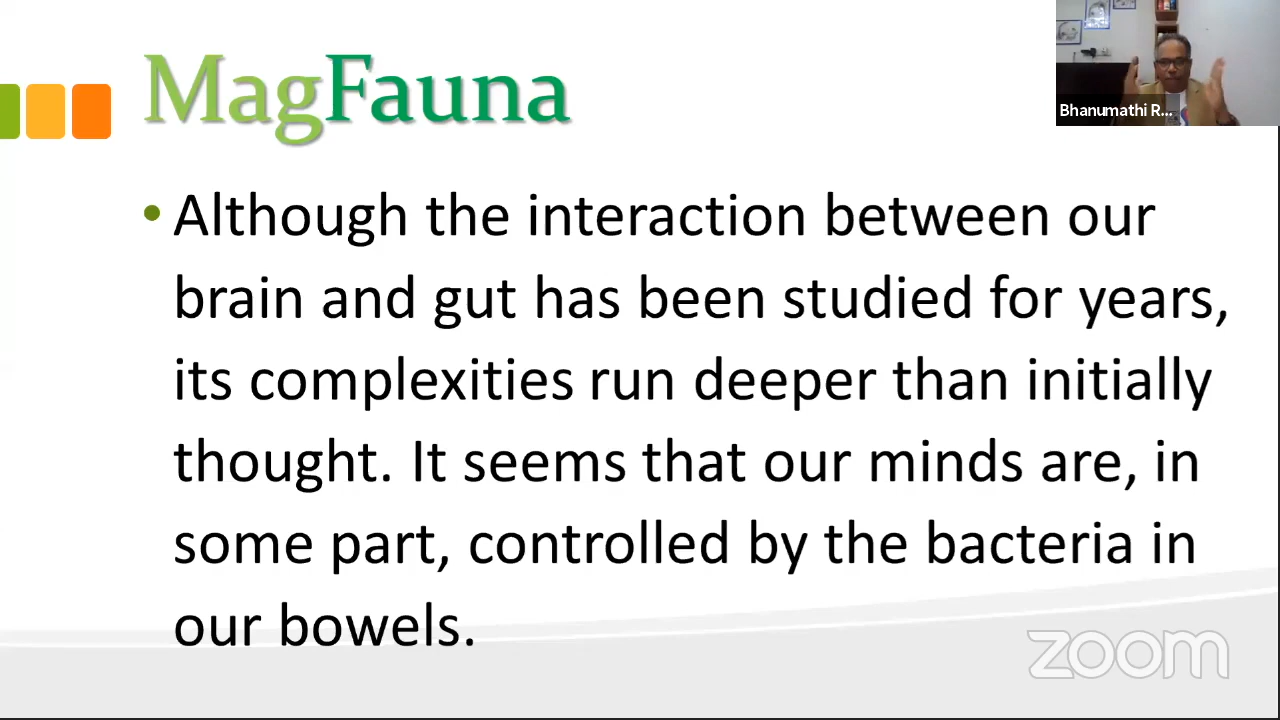 MagFauna
Bhanumathi R...
• Although the interaction between our
brain and gut has been studied for years,
its complexities run deeper than initially
thought. It seems that our minds are, in
some part, controlled by the bacteria in
our bowels.
zoom